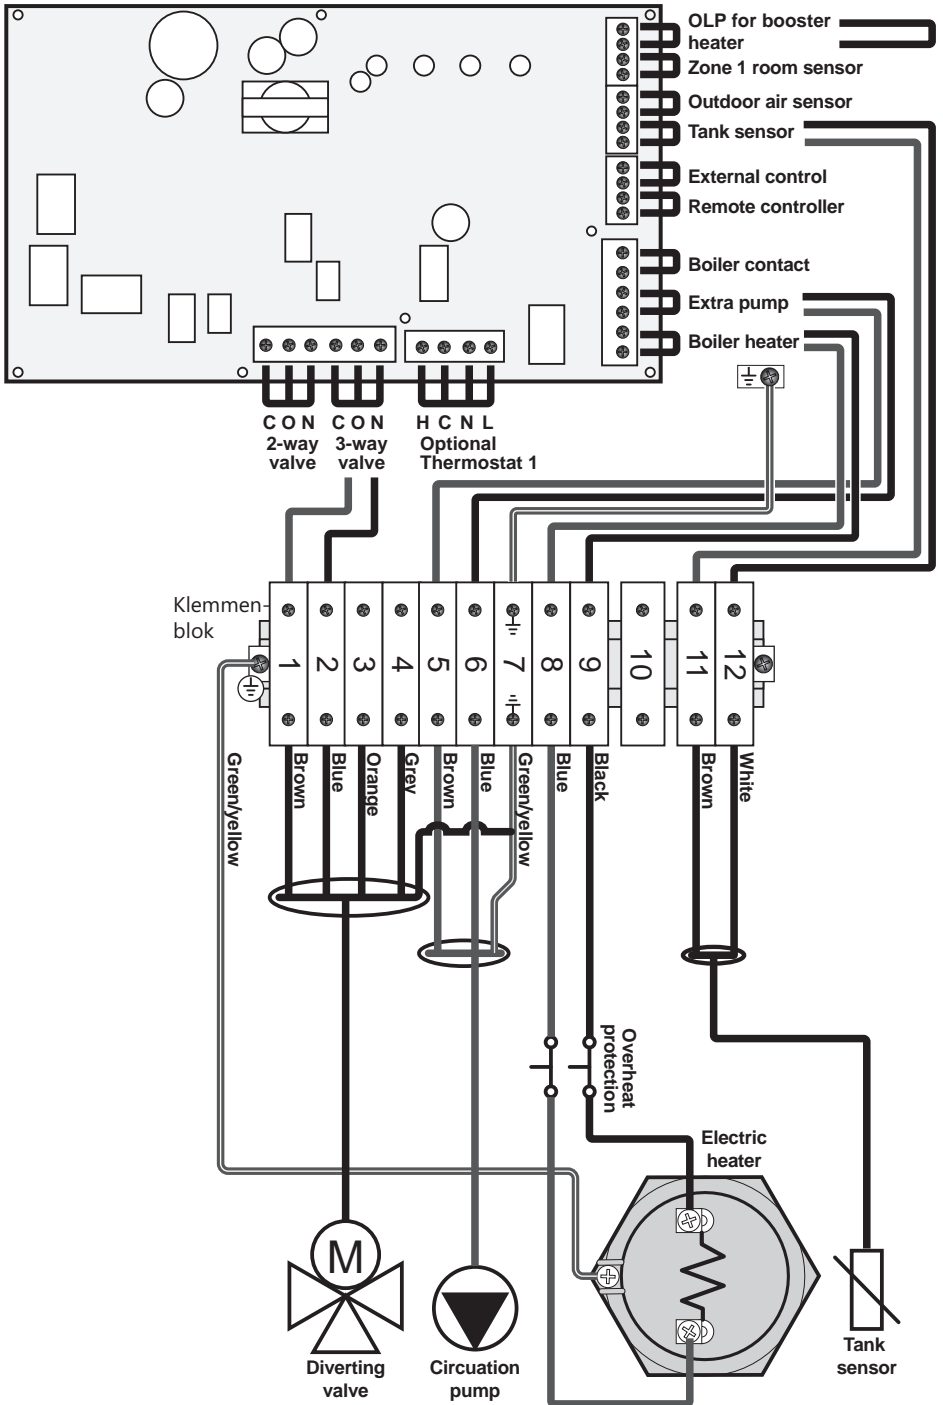 OLP for booster
heater
Zone 1 room sensor
Outdoor air sensor
Tank sensor
External control
Remote controller
Boiler contact
Extra pump
Boiler heater
C O N C O N H C N L
2-way
valve
3-way
valve
Optional
Thermostat 1
Klemmen-
blok
1 2 3 4 5 6 7 8 9 10 11 12
Green/yellow
Brown
Blue
Orange
Grey
Brown
Blue
Green/yellow
Blue
Black
Brown
White
Overheat
protection
Electric
heater
M
Diverting
valve
Circuation
pump
Tank
sensor